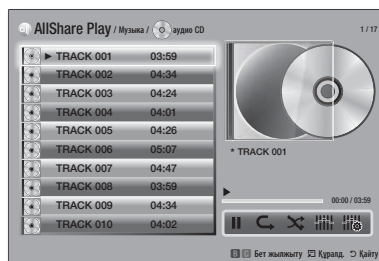 AllShare Play / Музыка / аудио CD 1 / 17
► TRACK 001 03:59
TRACK 002 04:34
TRACK 003 04:24
TRACK 004 04:01
TRACK 005 04:26
TRACK 006 05:07
TRACK 007 04:47
TRACK 008 03:59
TRACK 009 04:34
TRACK 010 04:02
* TRACK 001
00:00 / 03:59
B C Бет жылжыту Құралд. Қайту